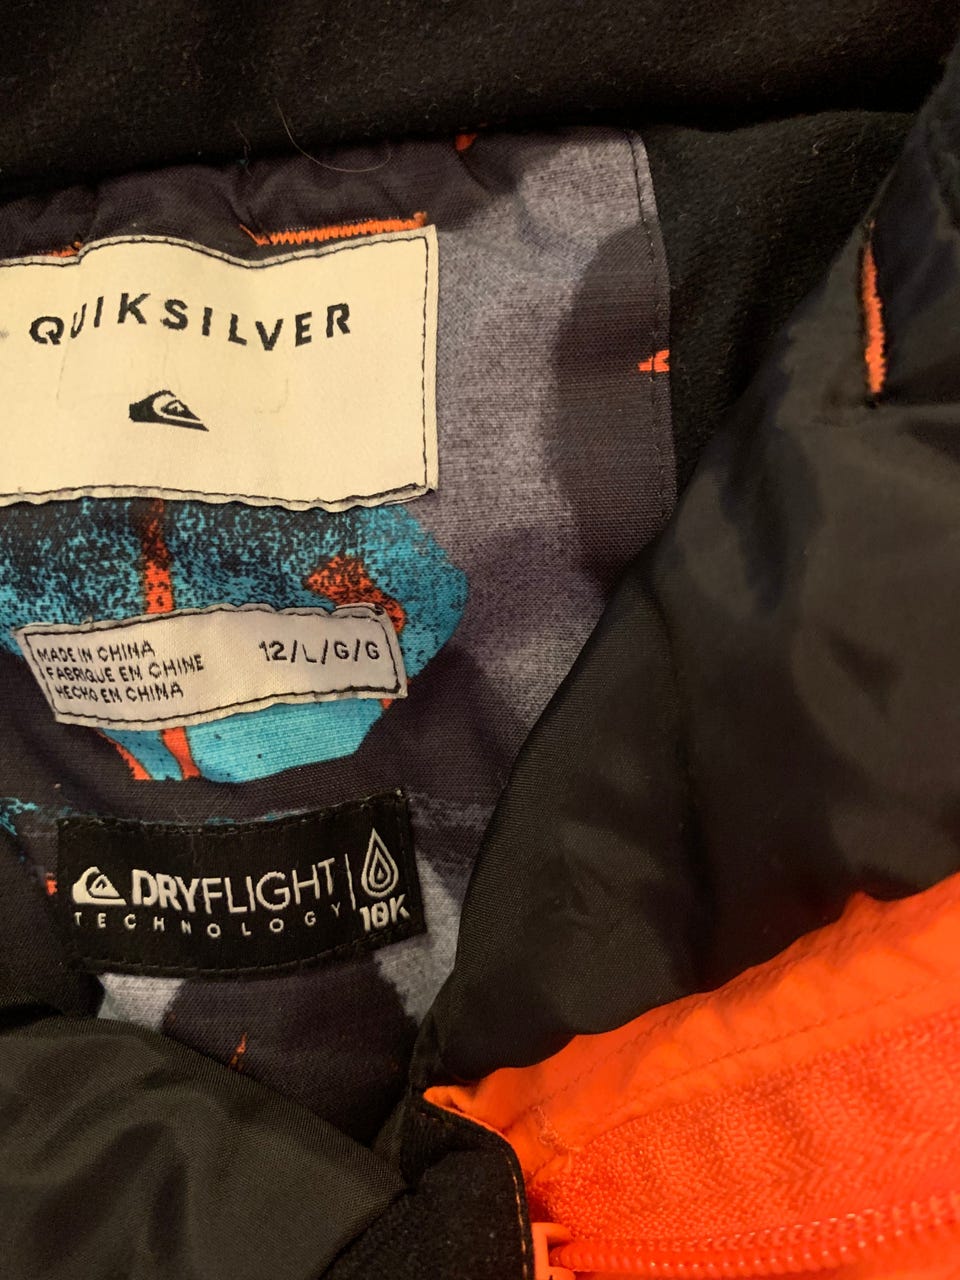 QUIKSILVER
MADE IN CHINA
FABRIQUE EN CHINE
HECHO EN CHINA
12/L/G/G
DRYFLIGHT
TECHNOLOGY
10K